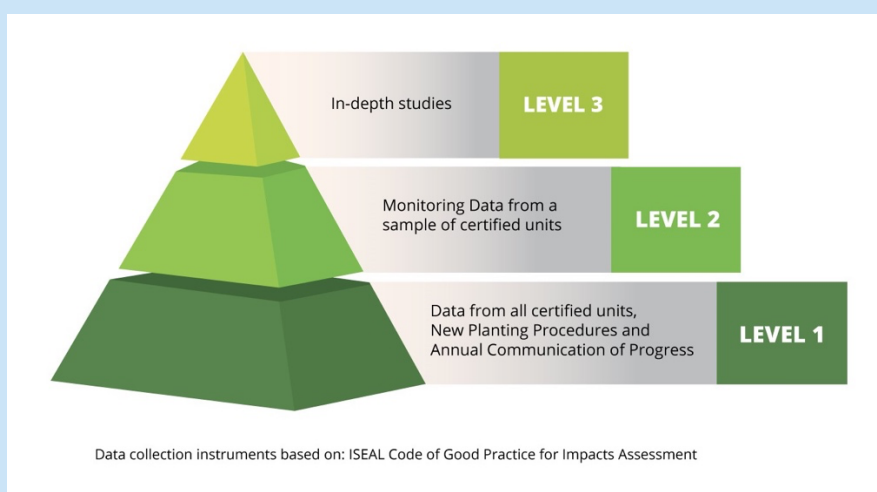 In-depth studies
LEVEL 3
Monitoring Data from a
sample of certified units
LEVEL 2
Data from all certified units,
New Planting Procedures and
Annual Communication of Progress
LEVEL 1
Data collection instruments based on: ISEAL Code of Good Practice for Impacts Assessment